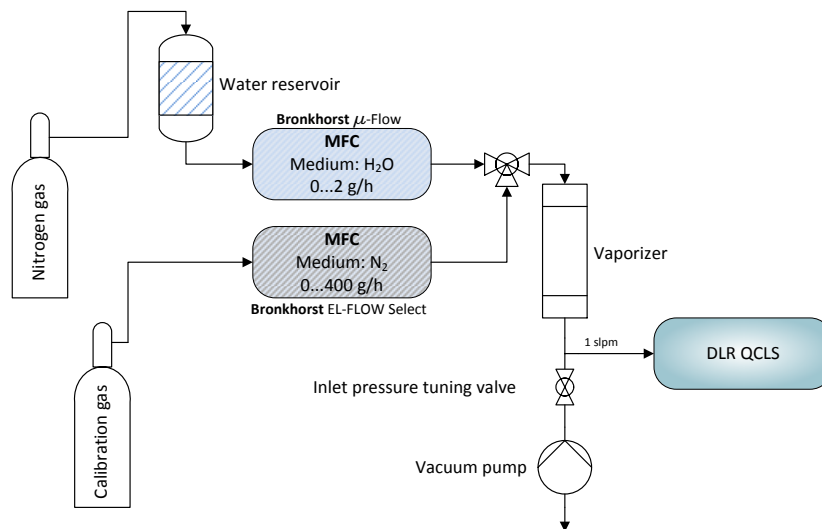 Water reservoir
Bronkhorst μ-Flow
MFC
Medium: H₂O
0...2 g/h
Nitrogen gas
MFC
Medium: N₂
0...400 g/h
Bronkhorst EL-FLOW Select
Vaporizer
1 slpm
DLR QCLS
Calibration gas
Inlet pressure tuning valve
Vacuum pump